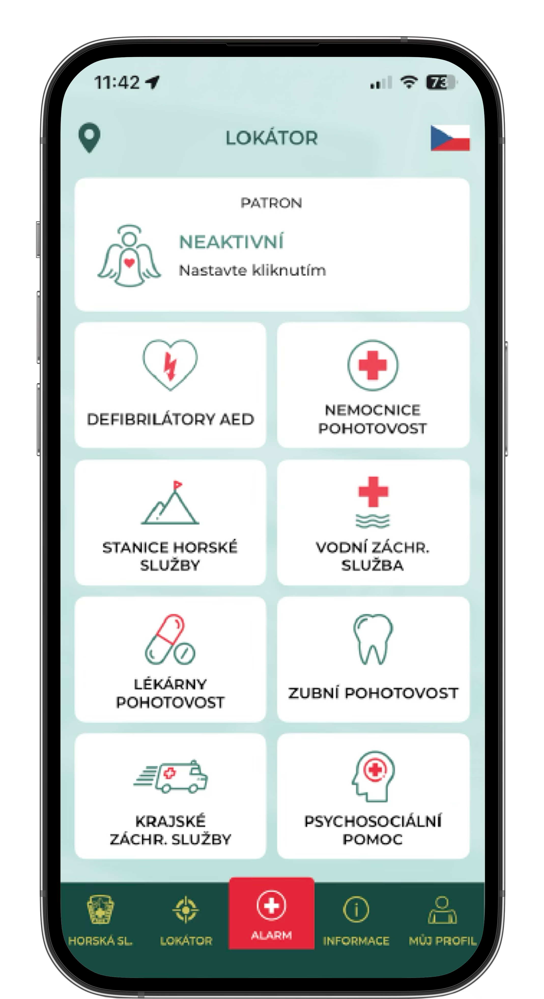 11:42
73
LOKÁTOR
PATRON
NEAKTIVNÍ
Nastavte kliknutím
DEFIBRILÁTORY AED
NEMOCNICE
POHOTOVOST
STANICE HORSKÉ
SLUŽBY
VODNÍ ZÁCHR.
SLUŽBA
LÉKÁRNY
POHOTOVOST
ZUBNÍ POHOTOVOST
KRAJSKÉ
ZÁCHR. SLUŽBY
PSYCHOSOCIÁLNÍ
POMOC
HORSKÁ SL.
LOKÁTOR
ALARM
INFORMACE
MŮJ PROFIL